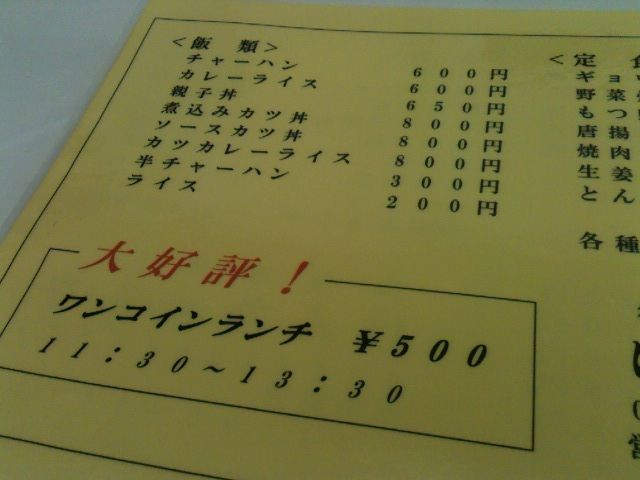 <飯 類>
チャーハン 600円
カレーライス 600円
親子丼 650円
煮込みカツ丼 800円
ソースカツ丼 800円
カツカレーライス 800円
半チャーハン 300円
ライス 200円
大好評!
ワンコインランチ ¥500
11:30~13:30
<定 食
ギョ
野菜
もつ
唐揚
焼肉
生姜
とん
各種
営